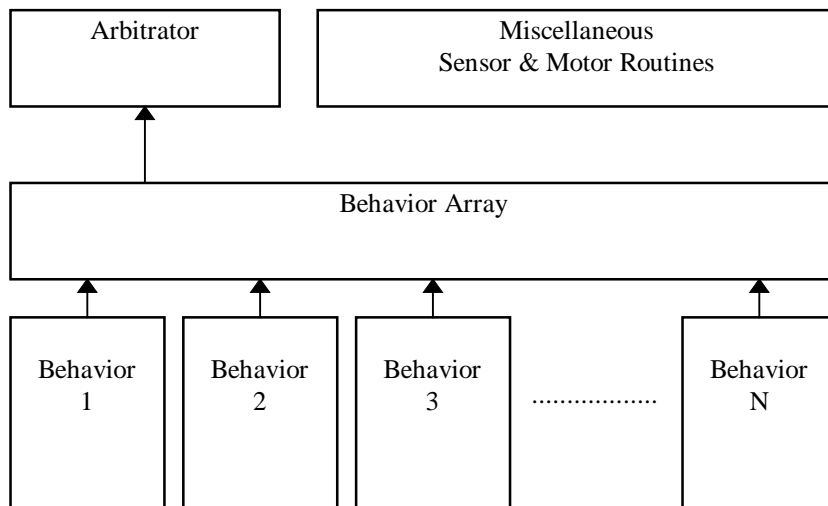 Arbitrator
Miscellaneous
Sensor & Motor Routines
Behavior Array
Behavior
1
Behavior
2
Behavior
3
..................
Behavior
N